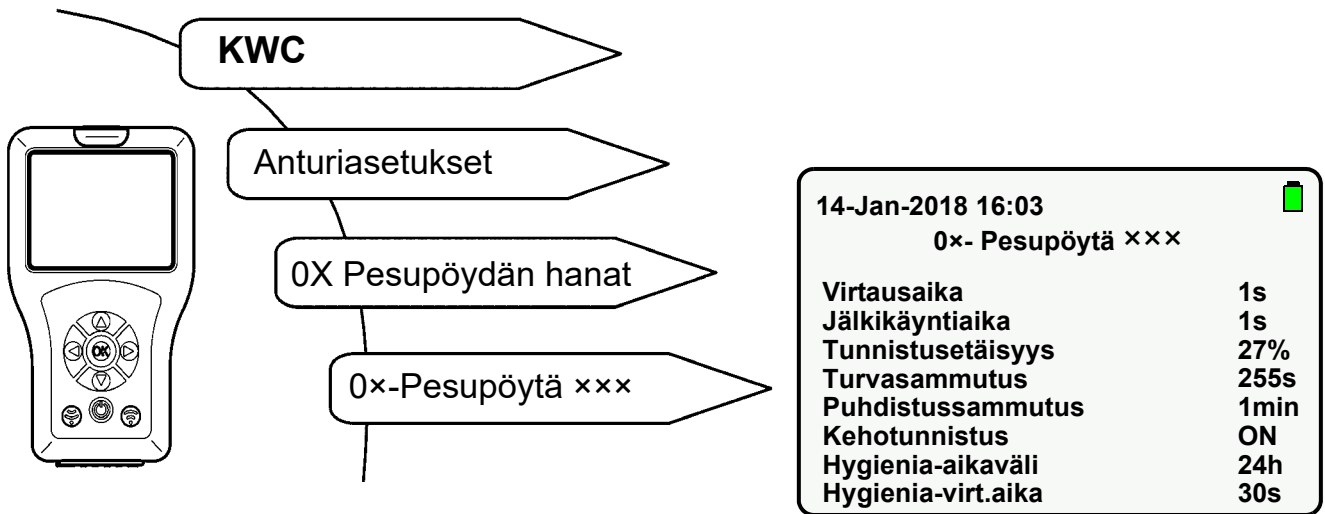 KWC
Anturiasetukset
0X Pesupöydän hanat
0×-Pesupöytä ×××
OK
14-Jan-2018 16:03
0×- Pesupöytä ×××
Virtausaika 1s
Jälkikäyntiaika 1s
Tunnistusetäisyys 27%
Turvasammutus 255s
Puhdistussammutus 1min
Kehotunnistus ON
Hygienia-aikaväli 24h
Hygienia-virt.aika 30s